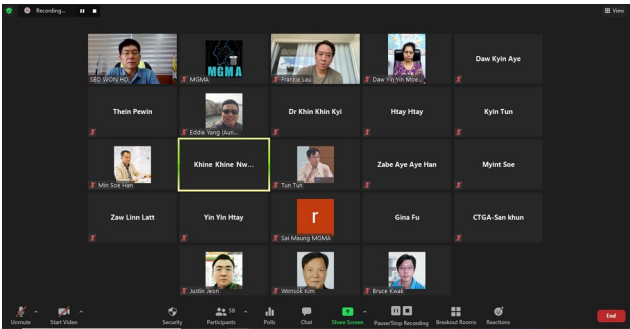 Recording...
View
SEO WON HO
MGMA
MGMA
Frankie Lau
Daw Yin Yin Moe...
Daw Kyin Aye
Thein Pewin
Eddie Yang (Aun...
Dr Khin Khin Kyi
Htay Htay
Kyin Tun
Min Soe Han
Khine Khine Nw...
Tun Tun
Zabe Aye Aye Han
Myint Soe
Zaw Linn Latt
Yin Yin Htay
r
Sai Maung MGMA
Gina Fu
CTGA-San khun
Justin Jeon
Wonsok Kim
Bruce Kwak
Unmute
Start Video
Security
58
Participants
Polls
Chat
Share Screen
Pause/Stop Recording
Breakout Rooms
Reactions
End